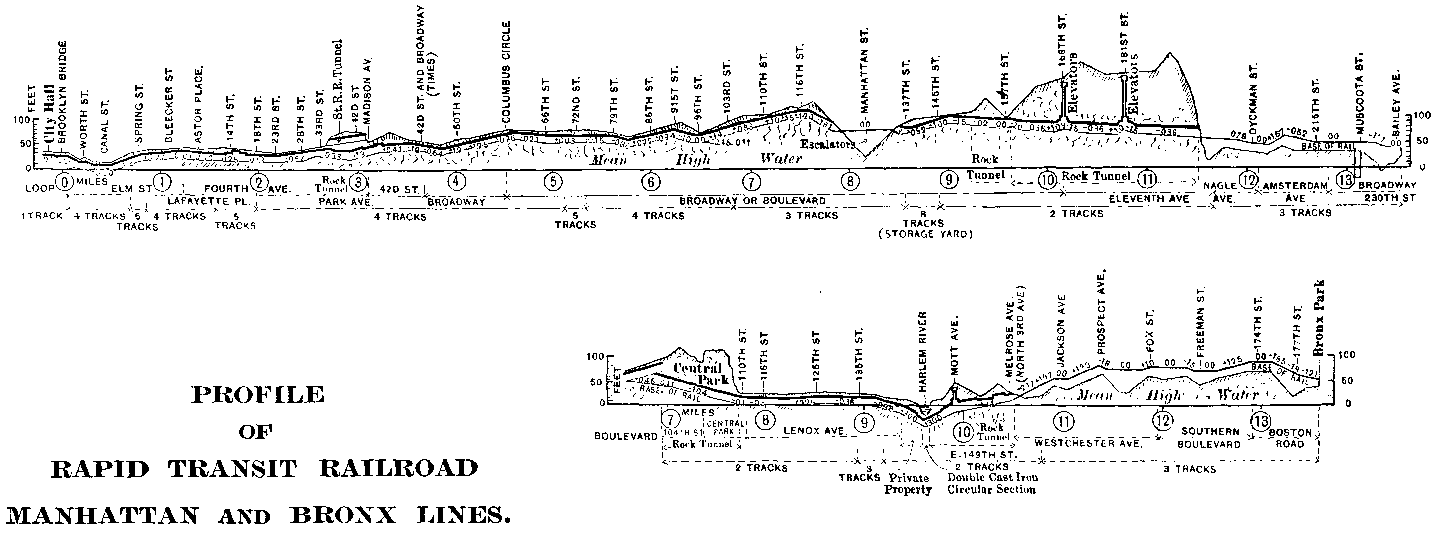 FEET
100
50
0
City Hall
BROOKLYN BRIDGE
WORTH ST.
CANAL ST.
SPRING ST.
BLEECKER ST
ASTOR PLACE.
14TH ST.
18TH ST.
23RD ST.
28TH ST.
33RD ST.
St.R.R.Tunnel
42D ST.
MADISON AV.
42D ST. AND BROADWAY
(TIMES)
50TH ST.
COLUMBUS CIRCLE
66TH ST.
72ND ST.
79TH ST.
86TH ST.
91ST ST.
96TH ST.
103RD ST.
110TH ST.
116TH ST.
MANHATTAN ST.
137TH ST.
145TH ST.
157TH ST.
168TH ST.
Elevators
181ST ST.
Elevators
DYCKMAN ST.
215TH ST.
MUSCOOTA ST.
BAILEY AVE.
100
50
0
Escalators
BASE OF RAIL
Mean High Water
Rock
Tunnel
LOOP
0 MILES 1 2 3 4 5 6 7 8 9 10 11 12 13
ELM ST.
LAFAYETTE PL.
FOURTH AVE.
Rock
Tunnel
PARK AVE.
42D ST.
BROADWAY
BROADWAY OR BOULEVARD
Rock Tunnel
ELEVENTH AVE
NAGLE
AVE.
AMSTERDAM
AVE
BROADWAY
230TH ST
1 TRACK
4 TRACKS
5
TRACKS
4 TRACKS
5
TRACKS
4 TRACKS
5
TRACKS
4 TRACKS
3 TRACKS
8
TRACKS
(STORAGE YARD)
2 TRACKS
3 TRACKS
100
50
0
FEET
Central
Park
BASE OF RAIL
110TH ST
116TH ST
125TH ST
135TH ST
HARLEM RIVER
MOTT AVE.
MELROSE AVE.
(NORTH 3RD AVE)
JACKSON AVE
PROSPECT AVE.
FOX ST.
FREEMAN ST.
174TH ST.
177TH ST.
Bronx Park
100
50
0
BASE OF RAIL
Mean High Water
MILES
7 8 9 10 11 12 13
BOULEVARD
104TH ST.
CENTRAL
PARK
Rock Tunnel
LENOX AVE.
Rock
Tunnel
E-149TH ST.
WESTCHESTER AVE.
SOUTHERN
BOULEVARD
BOSTON
ROAD
2 TRACKS
3
TRACKS
Private
Property
2 TRACKS
Double Cast Iron
Circular Section
3 TRACKS
PROFILE
OF
RAPID TRANSIT RAILROAD
MANHATTAN AND BRONX LINES.